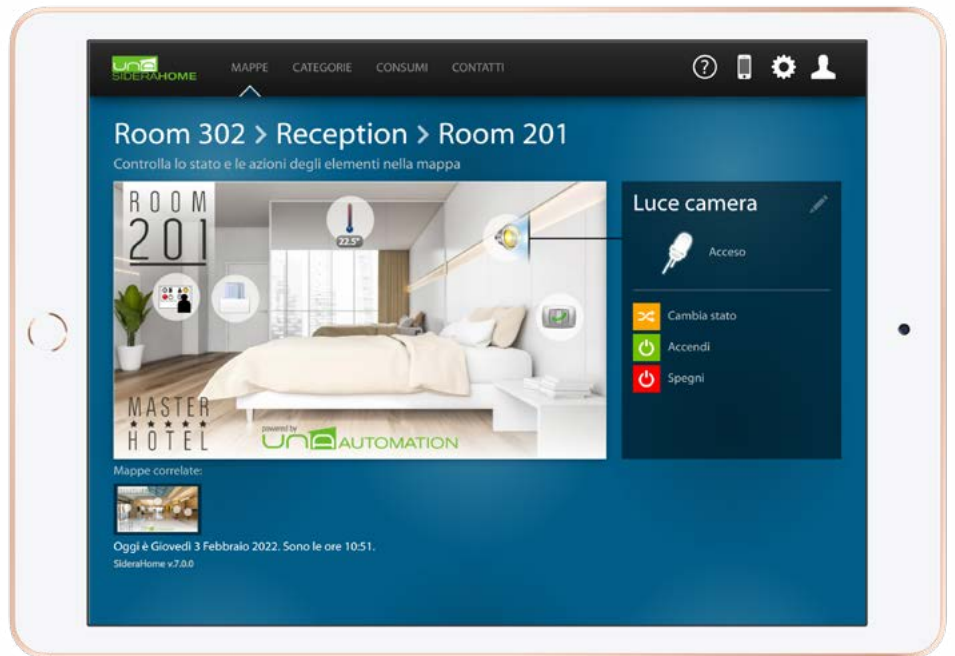 una
SIDERAHOME
MAPPE CATEGORIE CONSUMI CONTATTI
?
Room 302 > Reception > Room 201
Controlla lo stato e le azioni degli elementi nella mappa
ROOM
201
22.5°
MASTER
HOTEL
powered by
una AUTOMATION
Luce camera
Acceso
Cambia stato
Accendi
Spegni
Mappe correlate:
Oggi è Giovedì 3 Febbraio 2022. Sono le ore 10:51.
SideraHome v.7.0.0